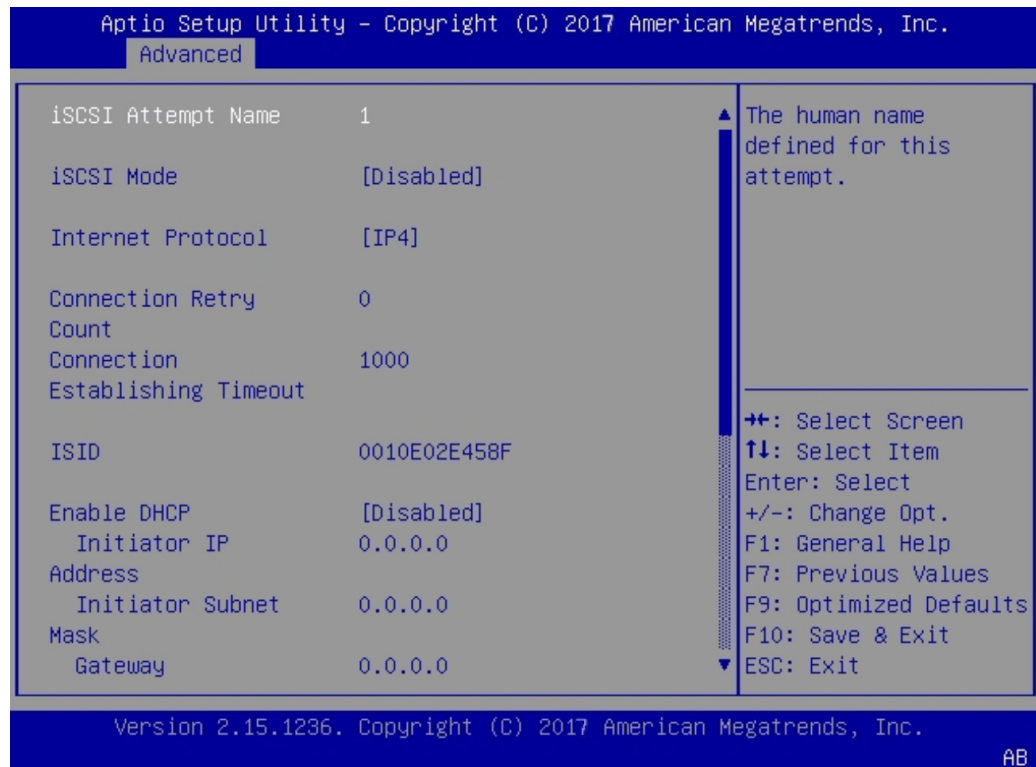 Aptio Setup Utility – Copyright (C) 2017 American Megatrends, Inc.
Advanced
iSCSI Attempt Name 1
iSCSI Mode [Disabled]
Internet Protocol [IP4]
Connection Retry 0
Count
Connection 1000
Establishing Timeout
ISID 0010E02E458F
Enable DHCP [Disabled]
Initiator IP 0.0.0.0
Address
Initiator Subnet 0.0.0.0
Mask
Gateway 0.0.0.0
The human name
defined for this
attempt.
→←: Select Screen
↑↓: Select Item
Enter: Select
+/-: Change Opt.
F1: General Help
F7: Previous Values
F9: Optimized Defaults
F10: Save & Exit
ESC: Exit
Version 2.15.1236. Copyright (C) 2017 American Megatrends, Inc.
AB